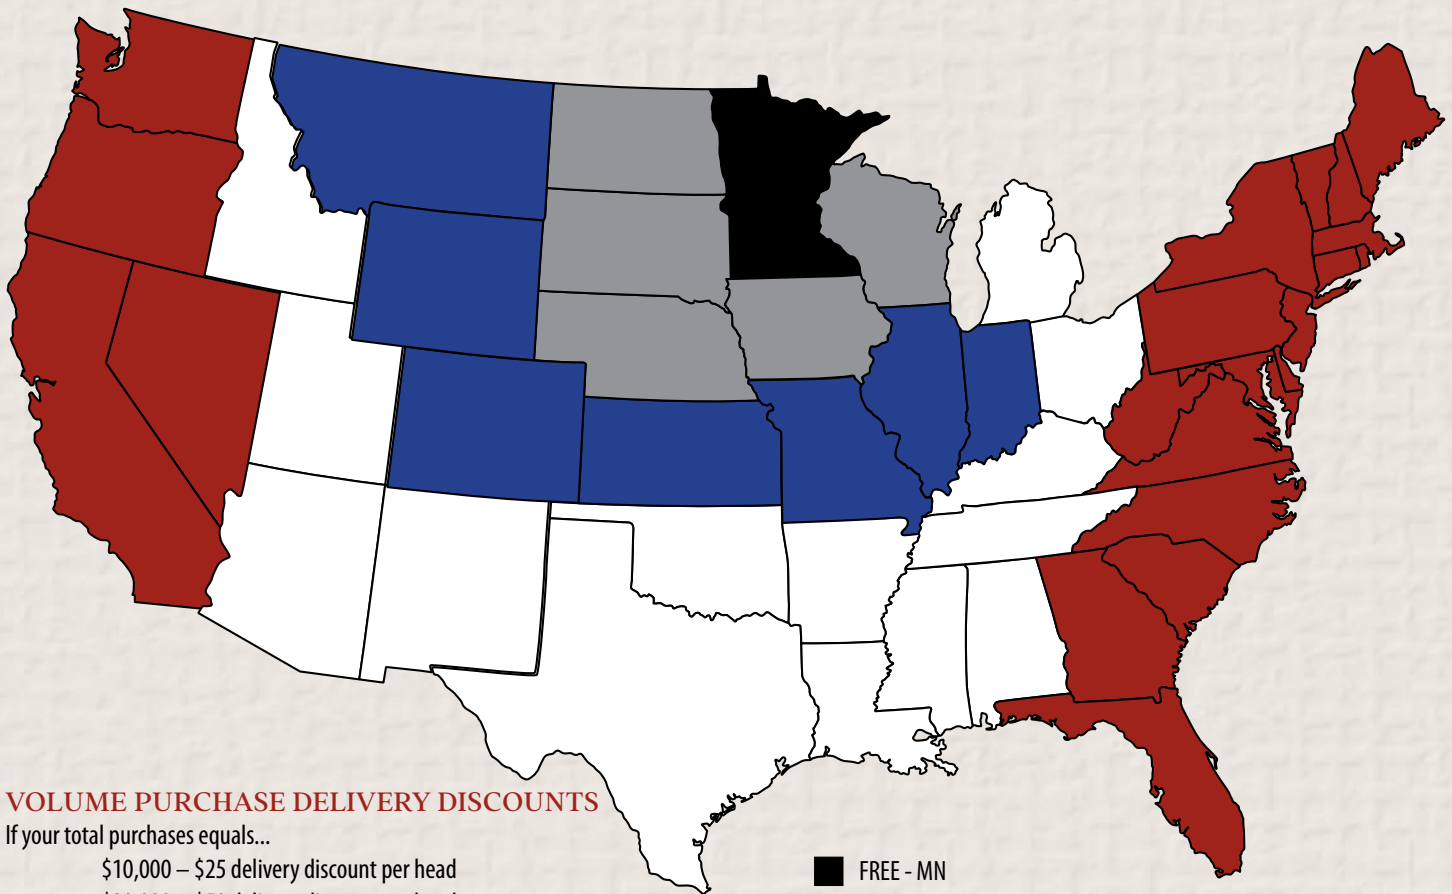 VOLUME PURCHASE DELIVERY DISCOUNTS
If your total purchases equals...
$10,000 – $25 delivery discount per head
FREE - MN